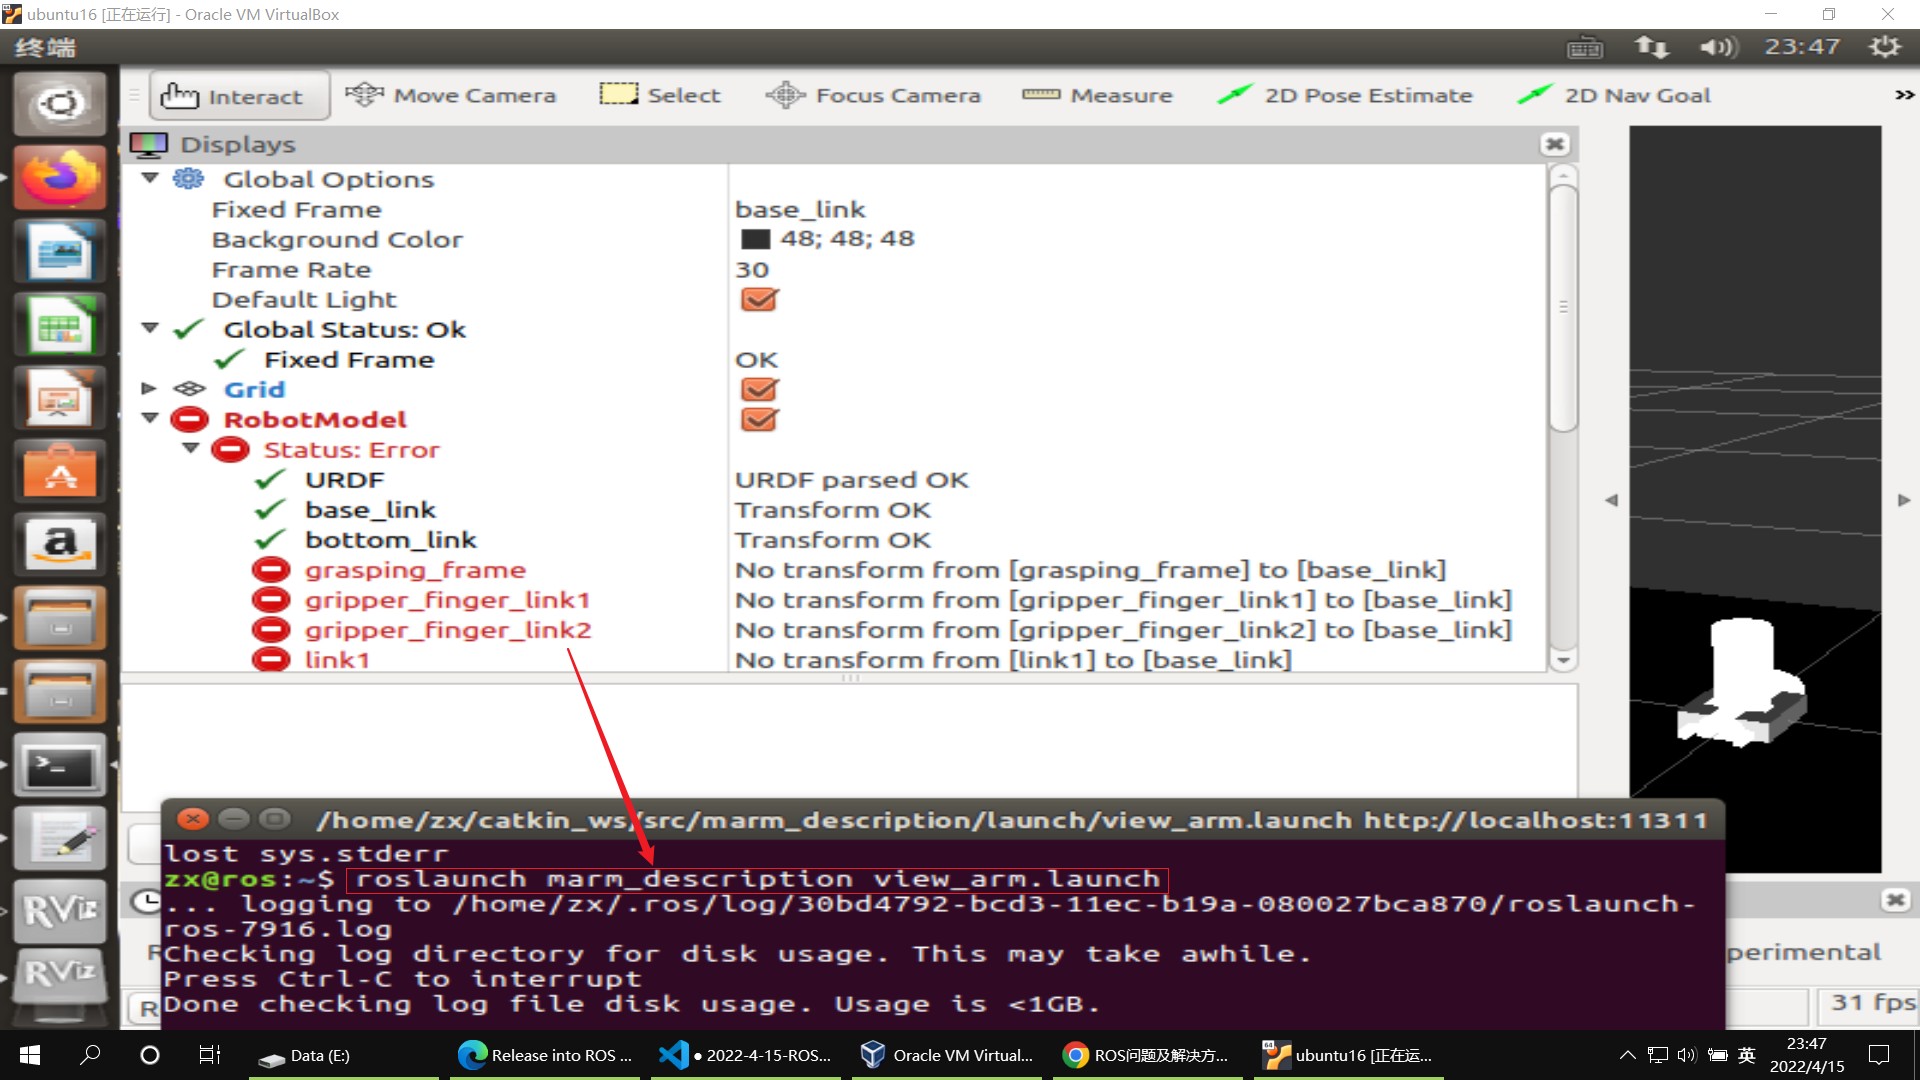 ubuntu16 [正在运行] - Oracle VM VirtualBox
终端
23:47
Interact
Move Camera
Select
Focus Camera
Measure
2D Pose Estimate
2D Nav Goal
»
Displays
Global Options
Fixed Frame base_link
Background Color 48; 48; 48
Frame Rate 30
Default Light
Global Status: Ok
Fixed Frame OK
Grid
RobotModel
Status: Error
URDF URDF parsed OK
base_link Transform OK
bottom_link Transform OK
grasping_frame No transform from [grasping_frame] to [base_link]
gripper_finger_link1 No transform from [gripper_finger_link1] to [base_link]
gripper_finger_link2 No transform from [gripper_finger_link2] to [base_link]
link1 No transform from [link1] to [base_link]
/home/zx/catkin_ws/src/marm_description/launch/view_arm.launch http://localhost:11311
lost sys.stderr
zx@ros:~$ roslaunch marm_description view_arm.launch
... logging to /home/zx/.ros/log/30bd4792-bcd3-11ec-b19a-080027bca870/roslaunch-
ros-7916.log
Checking log directory for disk usage. This may take awhile.
Press Ctrl-C to interrupt
Done checking log file disk usage. Usage is <1GB.
perimental
31 fps
RViz
RViz
Data (E:)
Release into ROS ...
● 2022-4-15-ROS...
Oracle VM Virtual...
ROS问题及解决方...
ubuntu16 [正在运...
英
23:47
2022/4/15